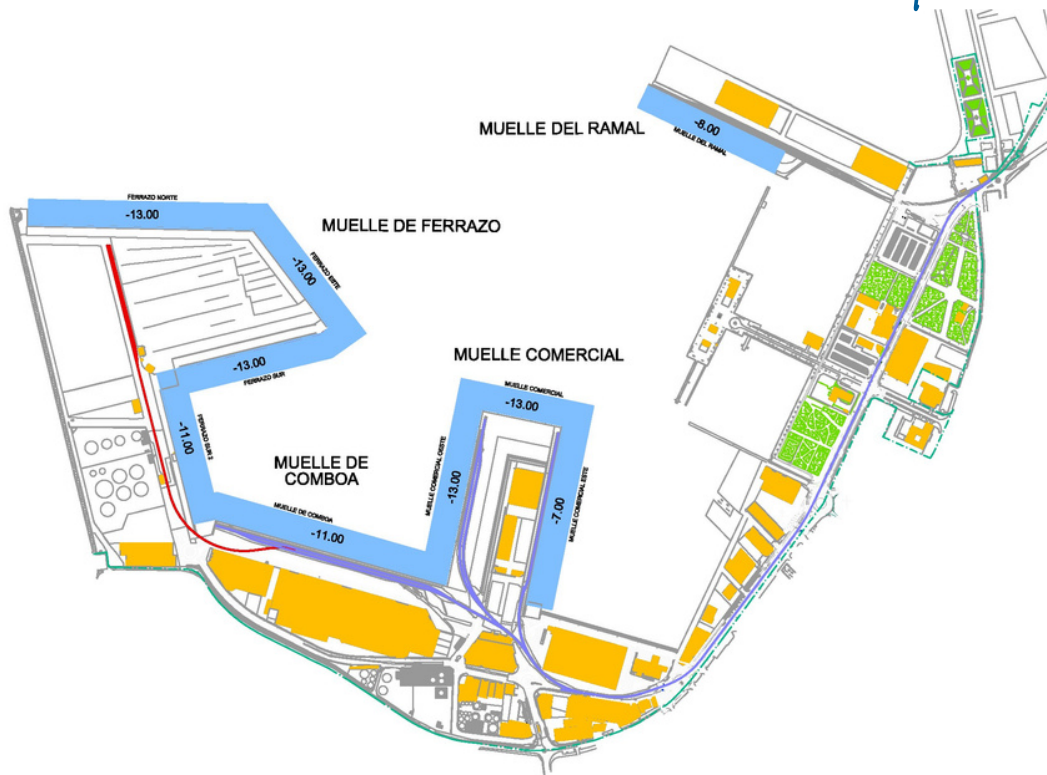 MUELLE DEL RAMAL
-8.00
MUELLE DEL RAMAL
FERRAZO NORTE
-13.00
MUELLE DE FERRAZO
FERRAZO ESTE
-13.00
-13.00
FERRAZO SUR
MUELLE COMERCIAL
MUELLE COMERCIAL
-13.00
FERRAZO SUR 2
-11.00
MUELLE DE
COMBOA
MUELLE COMERCIAL OESTE
-13.00
-7.00
MUELLE COMERCIAL ESTE
MUELLE DE COMBOA
-11.00